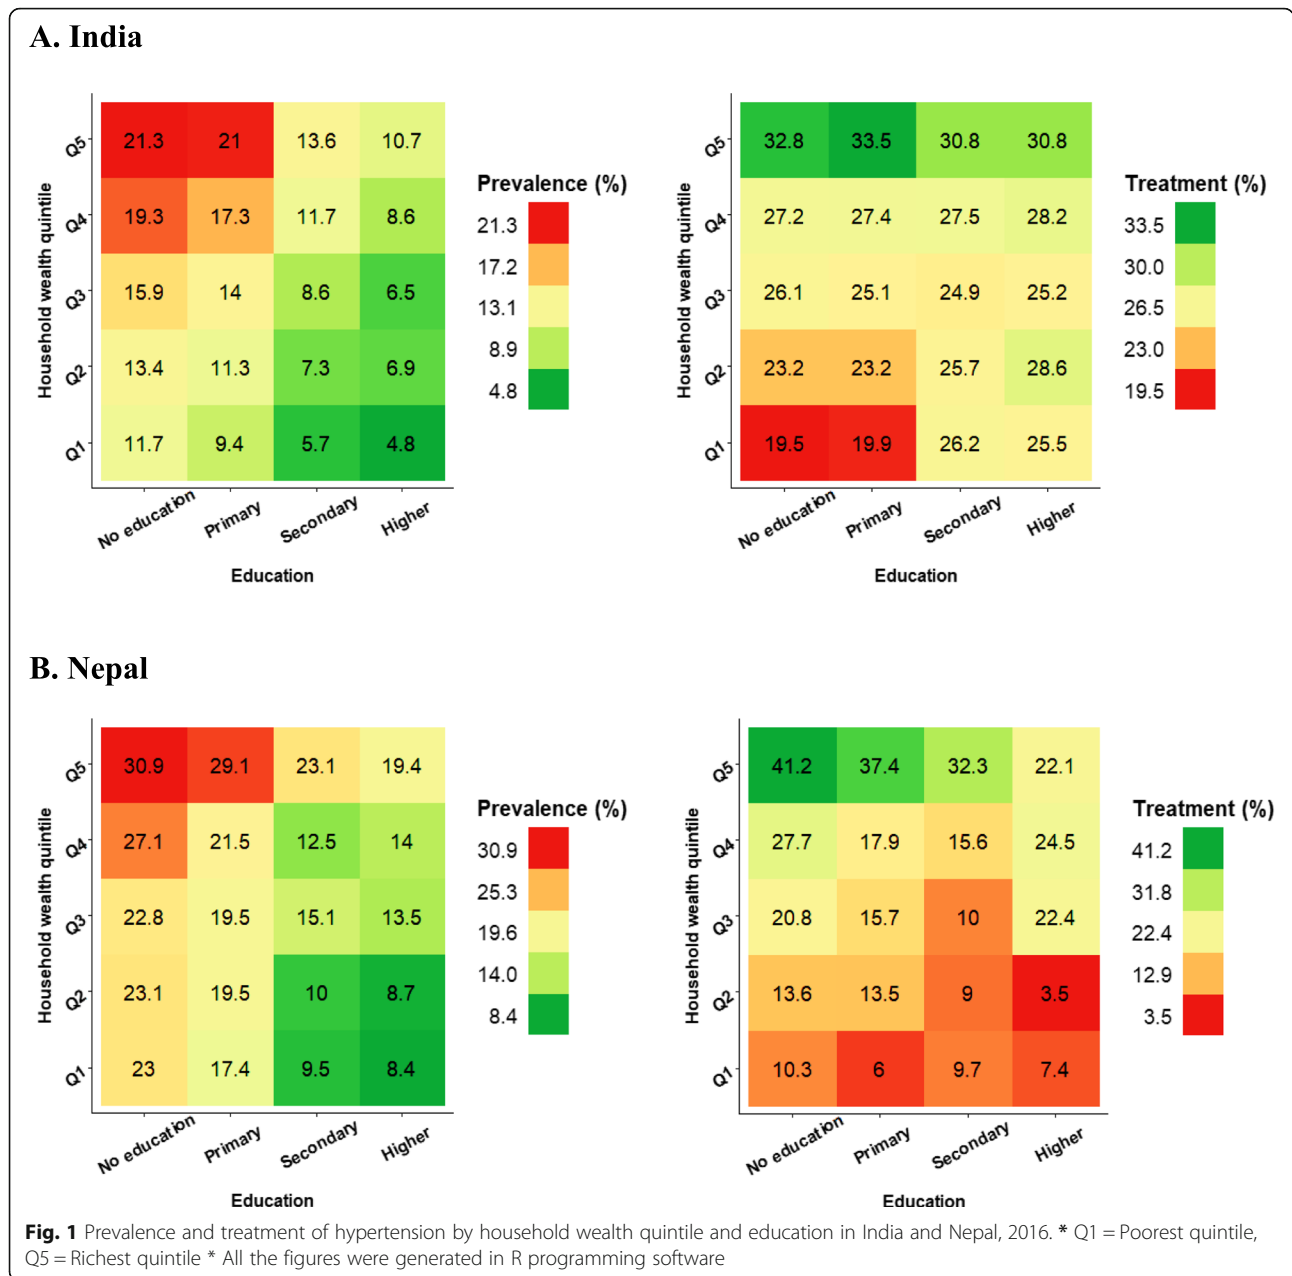 A. India
Household wealth quintile
Q5 21.3 21 13.6 10.7
Q4 19.3 17.3 11.7 8.6
Q3 15.9 14 8.6 6.5
Q2 13.4 11.3 7.3 6.9
Q1 11.7 9.4 5.7 4.8
No education Primary Secondary Higher
Education
Prevalence (%)
21.3
17.2
13.1
8.9
4.8
Household wealth quintile
Q5 32.8 33.5 30.8 30.8
Q4 27.2 27.4 27.5 28.2
Q3 26.1 25.1 24.9 25.2
Q2 23.2 23.2 25.7 28.6
Q1 19.5 19.9 26.2 25.5
No education Primary Secondary Higher
Education
Treatment (%)
33.5
30.0
26.5
23.0
19.5
B. Nepal
Household wealth quintile
Q5 30.9 29.1 23.1 19.4
Q4 27.1 21.5 12.5 14
Q3 22.8 19.5 15.1 13.5
Q2 23.1 19.5 10 8.7
Q1 23 17.4 9.5 8.4
No education Primary Secondary Higher
Education
Prevalence (%)
30.9
25.3
19.6
14.0
8.4
Household wealth quintile
Q5 41.2 37.4 32.3 22.1
Q4 27.7 17.9 15.6 24.5
Q3 20.8 15.7 10 22.4
Q2 13.6 13.5 9 3.5
Q1 10.3 6 9.7 7.4
No education Primary Secondary Higher
Education
Treatment (%)
41.2
31.8
22.4
12.9
3.5
Fig. 1 Prevalence and treatment of hypertension by household wealth quintile and education in India and Nepal, 2016. * Q1 = Poorest quintile,
Q5 = Richest quintile * All the figures were generated in R programming software